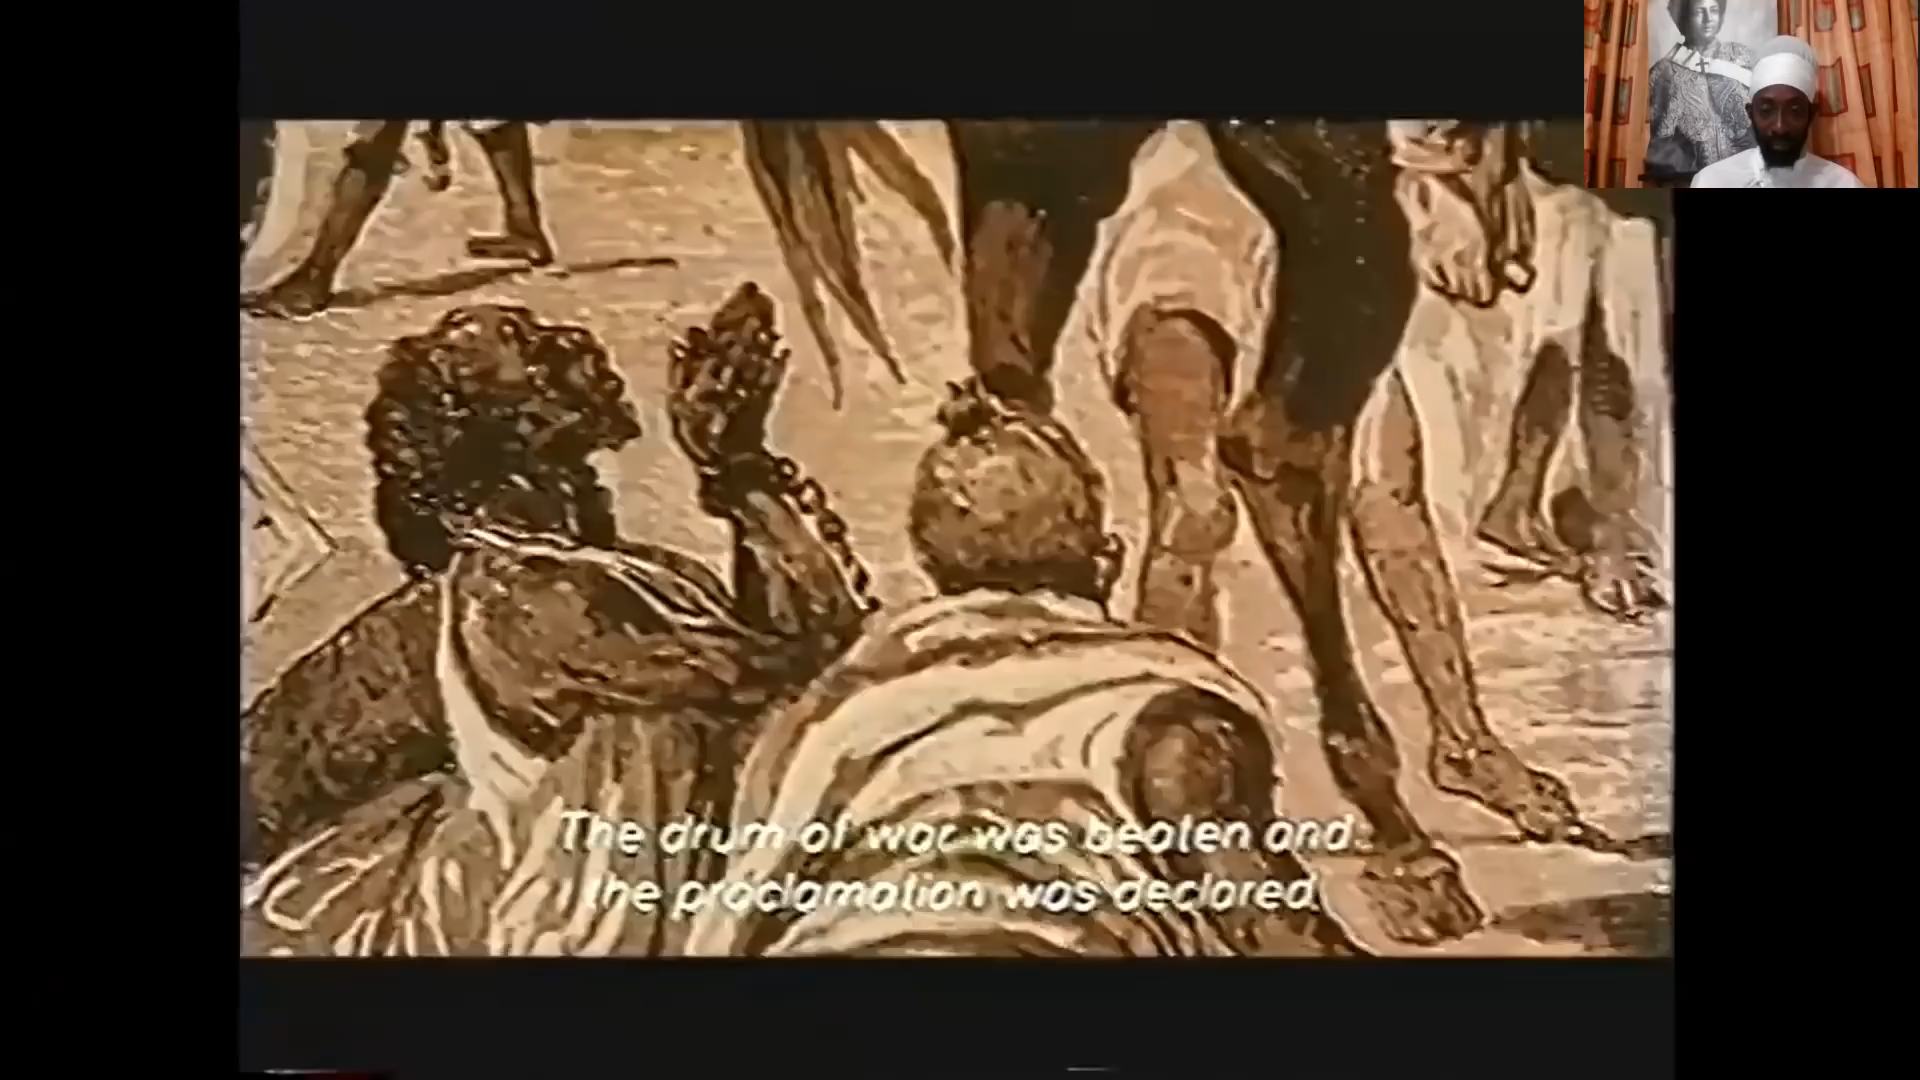 The drum of war was beaten and
the proclamation was declared.